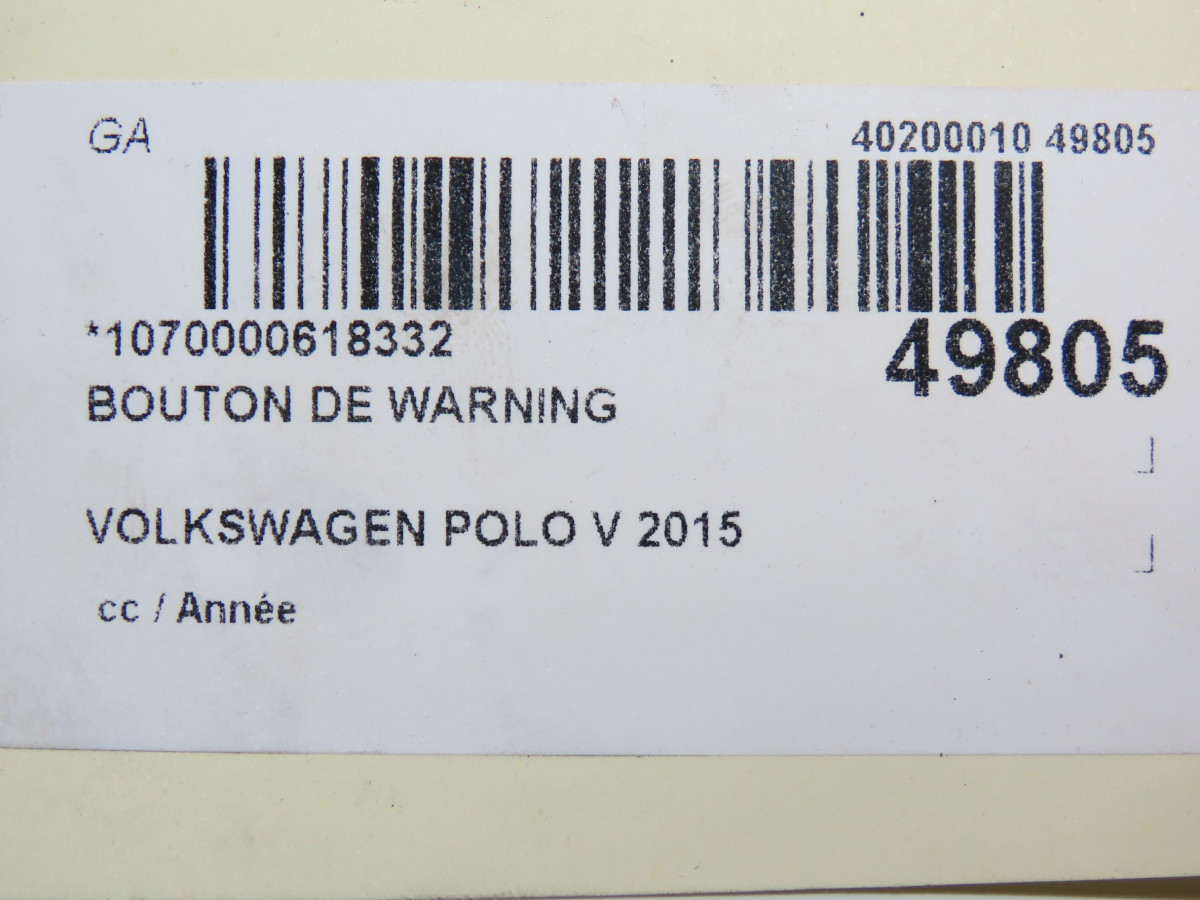 GA 40200010 49805
*1070000618332 49805
BOUTON DE WARNING
VOLKSWAGEN POLO V 2015
cc / Année